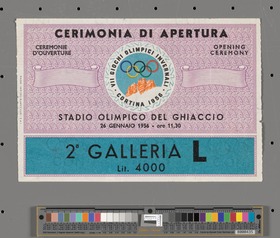 CERIMONIA DI APERTURA
CEREMONIE
D'OUVERTURE
OPENING
CEREMONY
VII GIOCHI OLIMPICI INVERNALI
CORTINA 1956
STADIO OLIMPICO DEL GHIACCIO
26 GENNAIO 1956 - ore 11,30
2ª GALLERIA L
Lit. 4000